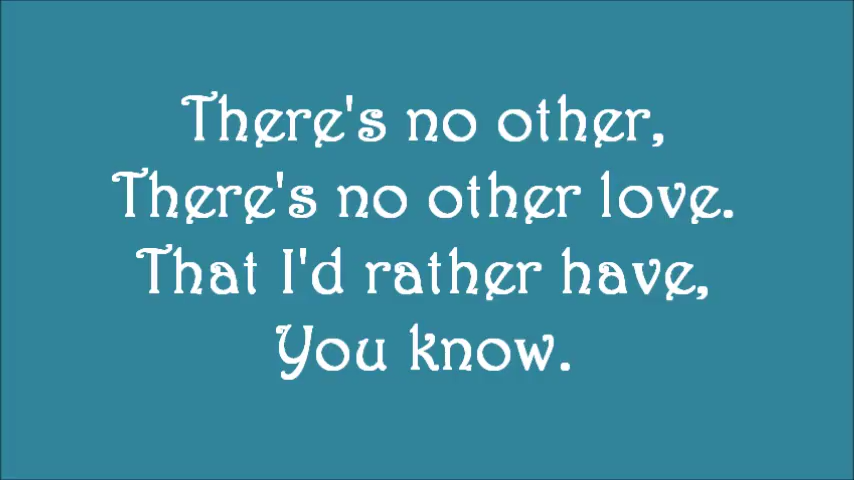 There's no other,
There's no other love.
That I'd rather have,
You know.